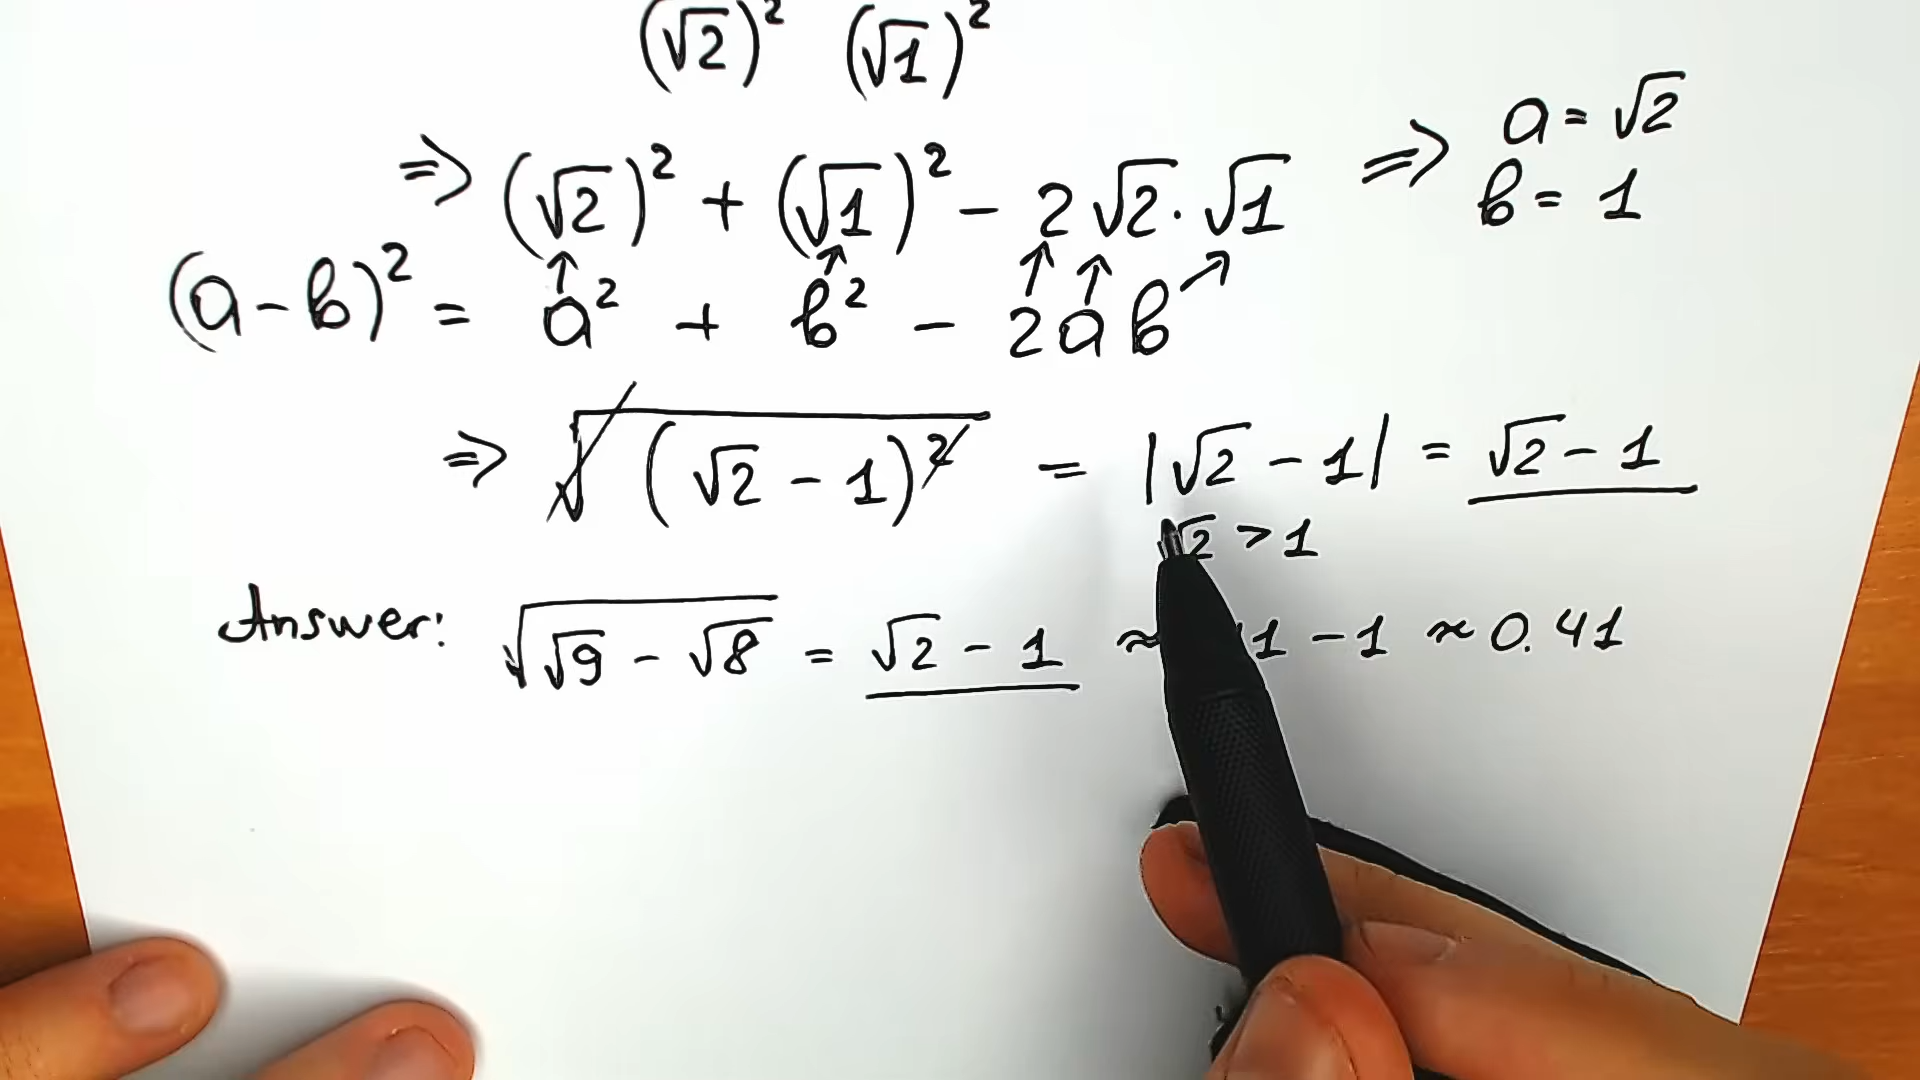 (√2)² (√1)²
⇒ (√2)² + (√1)² - 2√2 · √1 ⇒ a = √2
b = 1
(a - b)² = a² + b² - 2ab
⇒ √(√2 - 1)² = |√2 - 1| = √2 - 1
√2 > 1
Answer: √(√9 - √8) = √2 - 1 ≈ 1 - 1 ≈ 0.41